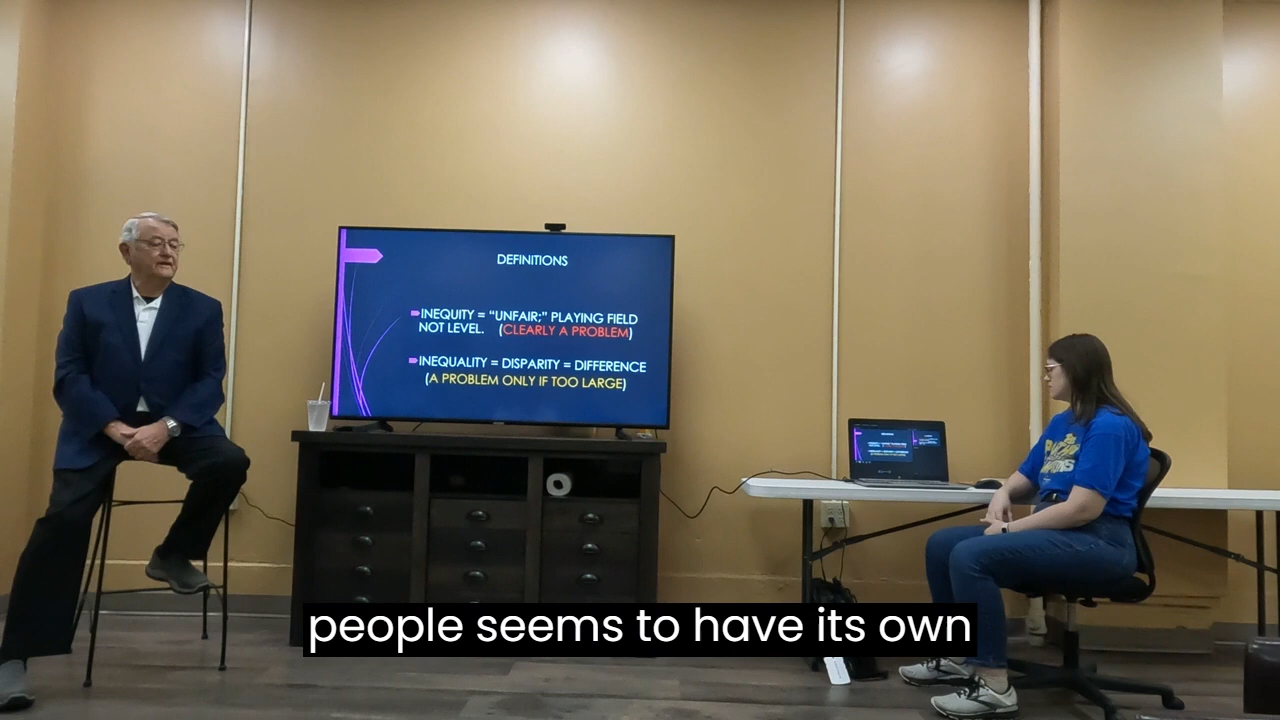 DEFINITIONS
INEQUITY = "UNFAIR;" PLAYING FIELD
NOT LEVEL. (CLEARLY A PROBLEM)
INEQUALITY = DISPARITY = DIFFERENCE
(A PROBLEM ONLY IF TOO LARGE)
people seems to have its own